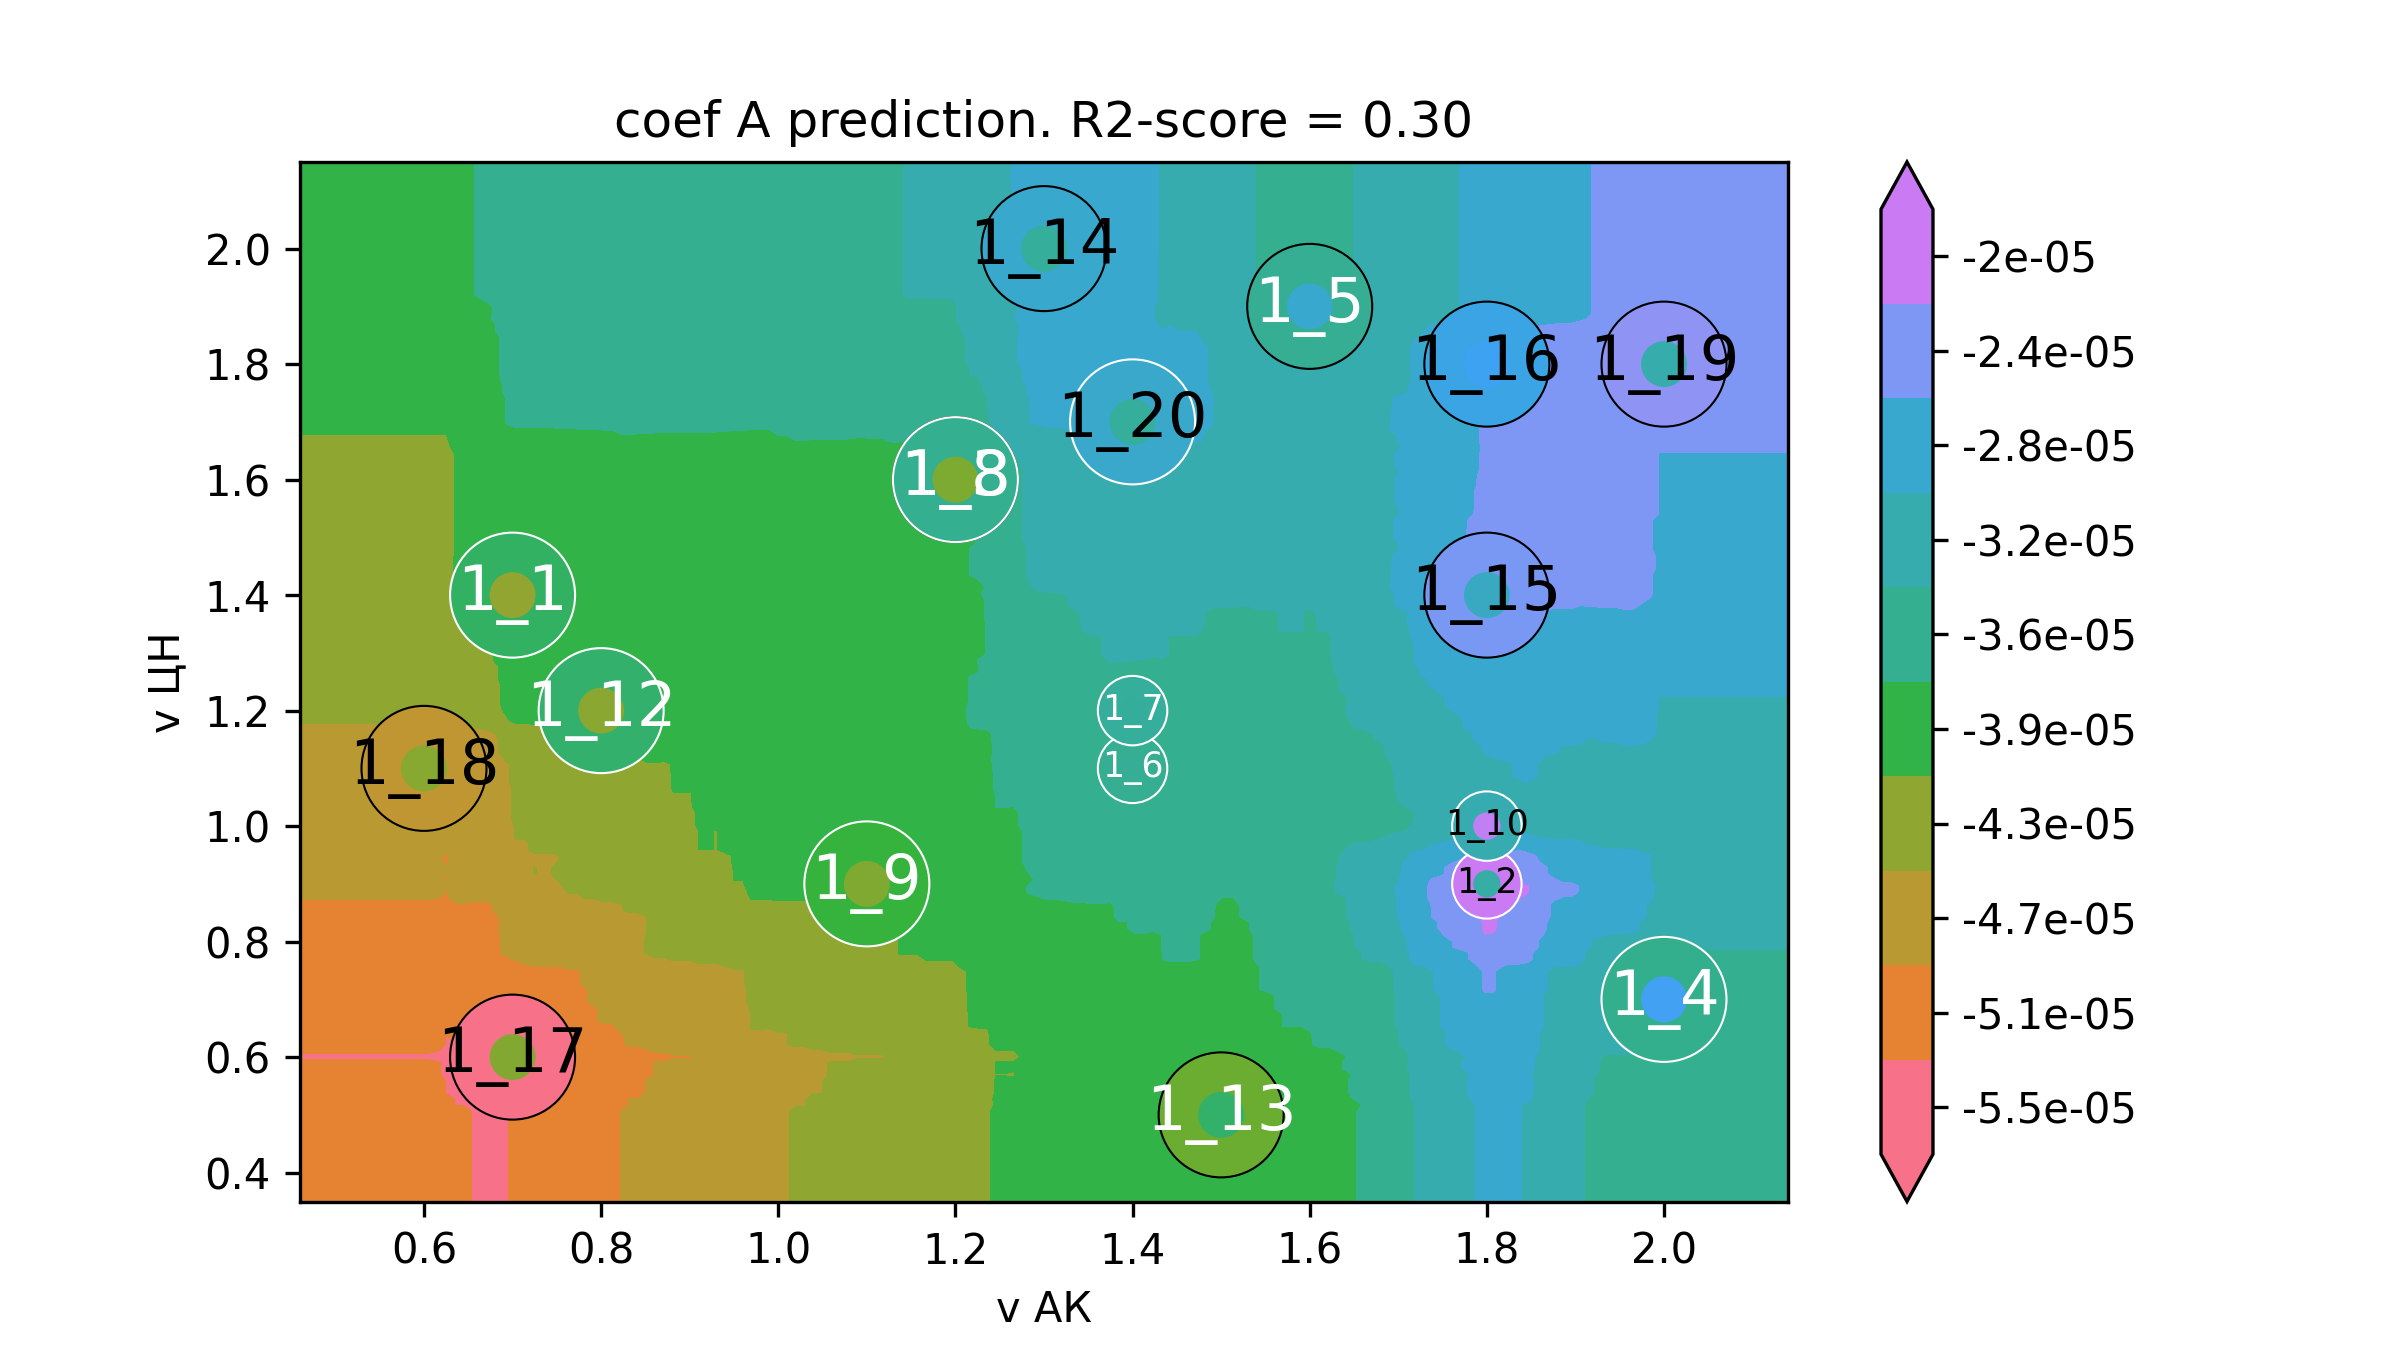 coef A prediction. R2-score = 0.30
2.0
1.8
1.6
1.4
1.2
1.0
0.8
0.6
0.4
v ЦН
1_14
1_5
1_16
1_19
1_20
1_8
1_1
1_15
1_12
1_7
1_18
1_6
1_10
1_9
1_2
1_4
1_17
1_13
0.6
0.8
1.0
1.2
1.4
1.6
1.8
2.0
v АК
-2e-05
-2.4e-05
-2.8e-05
-3.2e-05
-3.6e-05
-3.9e-05
-4.3e-05
-4.7e-05
-5.1e-05
-5.5e-05